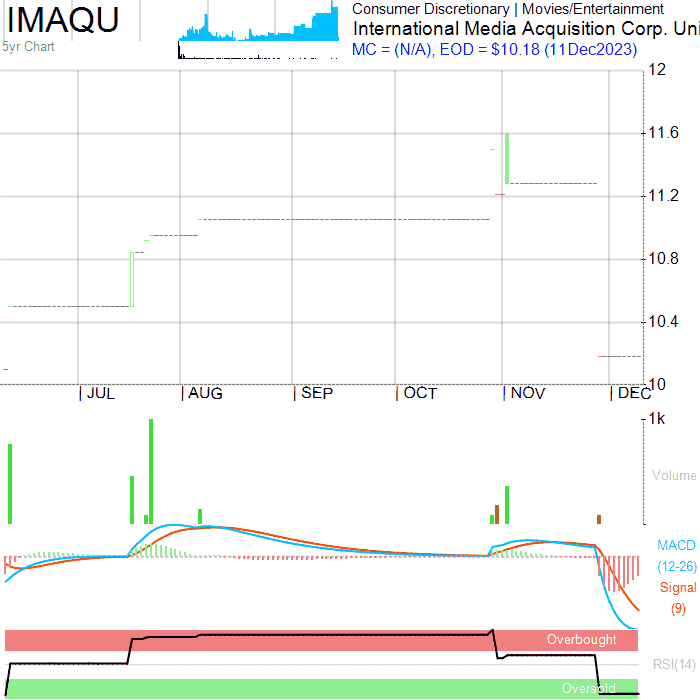 IMAQU
5yr Chart
Consumer Discretionary | Movies/Entertainment
International Media Acquisition Corp. Uni
MC = (N/A), EOD = $10.18 (11Dec2023)
12
11.6
11.2
10.8
10.4
10
JUL AUG SEP OCT NOV DEC
1k
Volume
MACD
(12-26)
Signal
(9)
Overbought
RSI(14)
Oversold